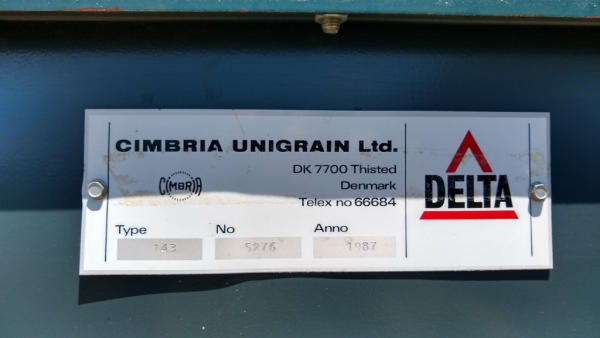 CIMBRIA UNIGRAIN Ltd.
DK 7700 Thisted
CIMBRIA
Denmark
Telex no 66684
DELTA
Type No Anno
143 5276 1987